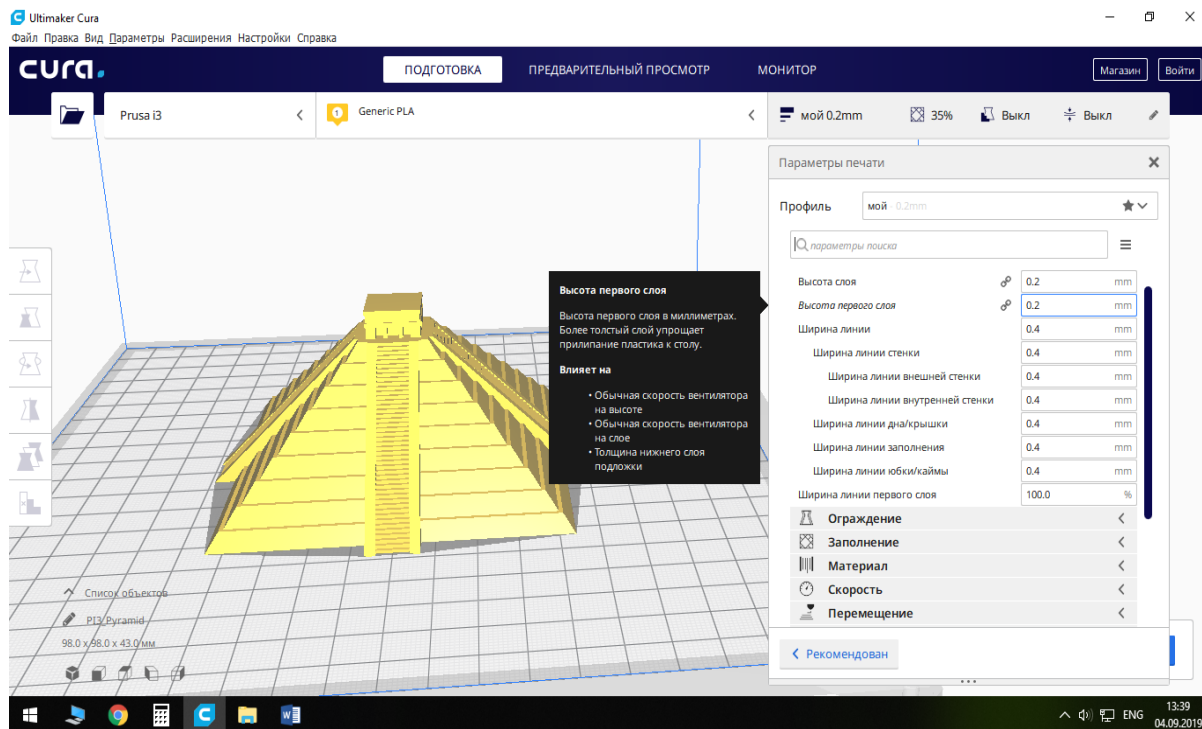 Ultimaker Cura
Файл Правка Вид Параметры Расширения Настройки Справка
cura.
ПОДГОТОВКА
ПРЕДВАРИТЕЛЬНЫЙ ПРОСМОТР
МОНИТОР
Магазин
Войти
Prusa i3
1
Generic PLA
мой 0.2mm
35%
Выкл
Выкл
Параметры печати
Профиль
мой - 0.2mm
параметры поиска
Высота слоя 0.2 mm
Высота первого слоя 0.2 mm
Ширина линии 0.4 mm
Ширина линии стенки 0.4 mm
Ширина линии внешней стенки 0.4 mm
Ширина линии внутренней стенки 0.4 mm
Ширина линии дна/крышки 0.4 mm
Ширина линии заполнения 0.4 mm
Ширина линии юбки/каймы 0.4 mm
Ширина линии первого слоя 100.0 %
Ограждение
Заполнение
Материал
Скорость
Перемещение
Рекомендован
Высота первого слоя
Высота первого слоя в миллиметрах.
Более толстый слой упрощает
прилипание пластика к столу.
Влияет на
• Обычная скорость вентилятора
на высоте
• Обычная скорость вентилятора
на слое
• Толщина нижнего слоя
подложки
Список объектов
PI3_Pyramid
98.0 x 98.0 x 43.0 мм
ENG
13:39
04.09.2019